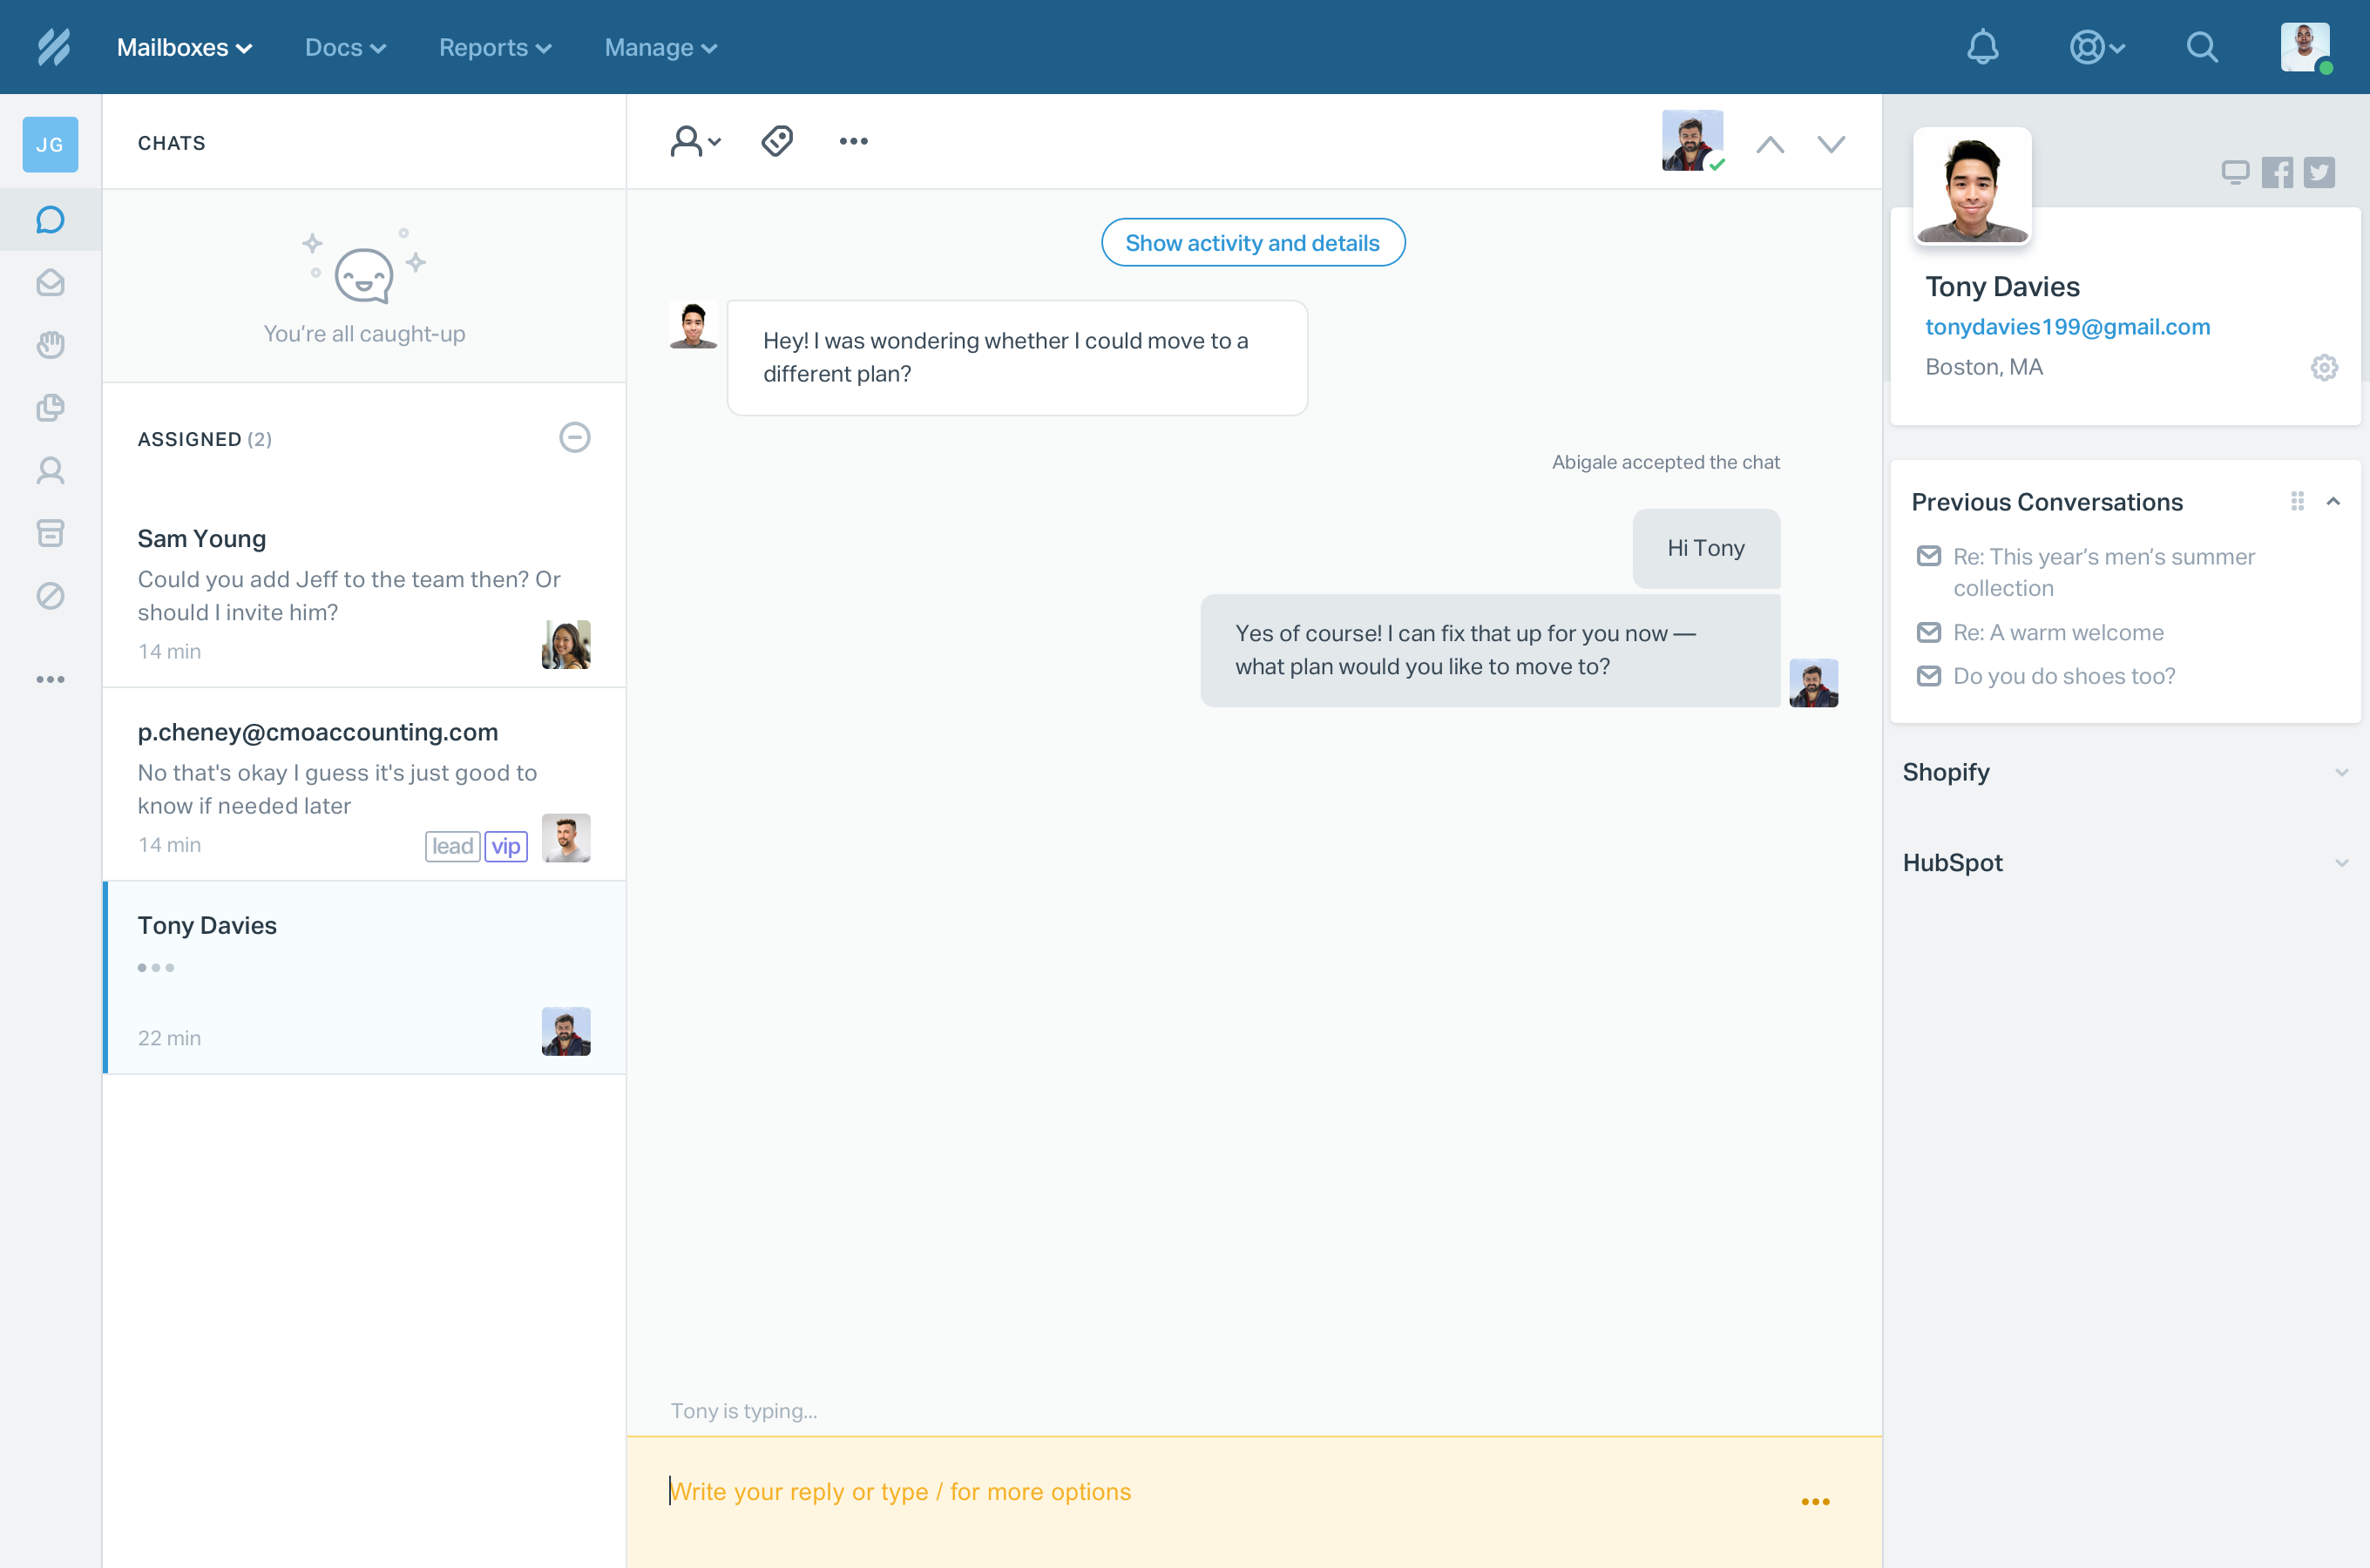 Mailboxes Docs Reports Manage
JG
CHATS
You’re all caught-up
ASSIGNED (2)
Sam Young
Could you add Jeff to the team then? Or
should I invite him?
14 min
p.cheney@cmoaccounting.com
No that's okay I guess it's just good to
know if needed later
14 min lead vip
Tony Davies
22 min
Show activity and details
Hey! I was wondering whether I could move to a
different plan?
Abigale accepted the chat
Hi Tony
Yes of course! I can fix that up for you now —
what plan would you like to move to?
Tony is typing...
Write your reply or type / for more options
Tony Davies
tonydavies199@gmail.com
Boston, MA
Previous Conversations
Re: This year’s men’s summer
collection
Re: A warm welcome
Do you do shoes too?
Shopify
HubSpot